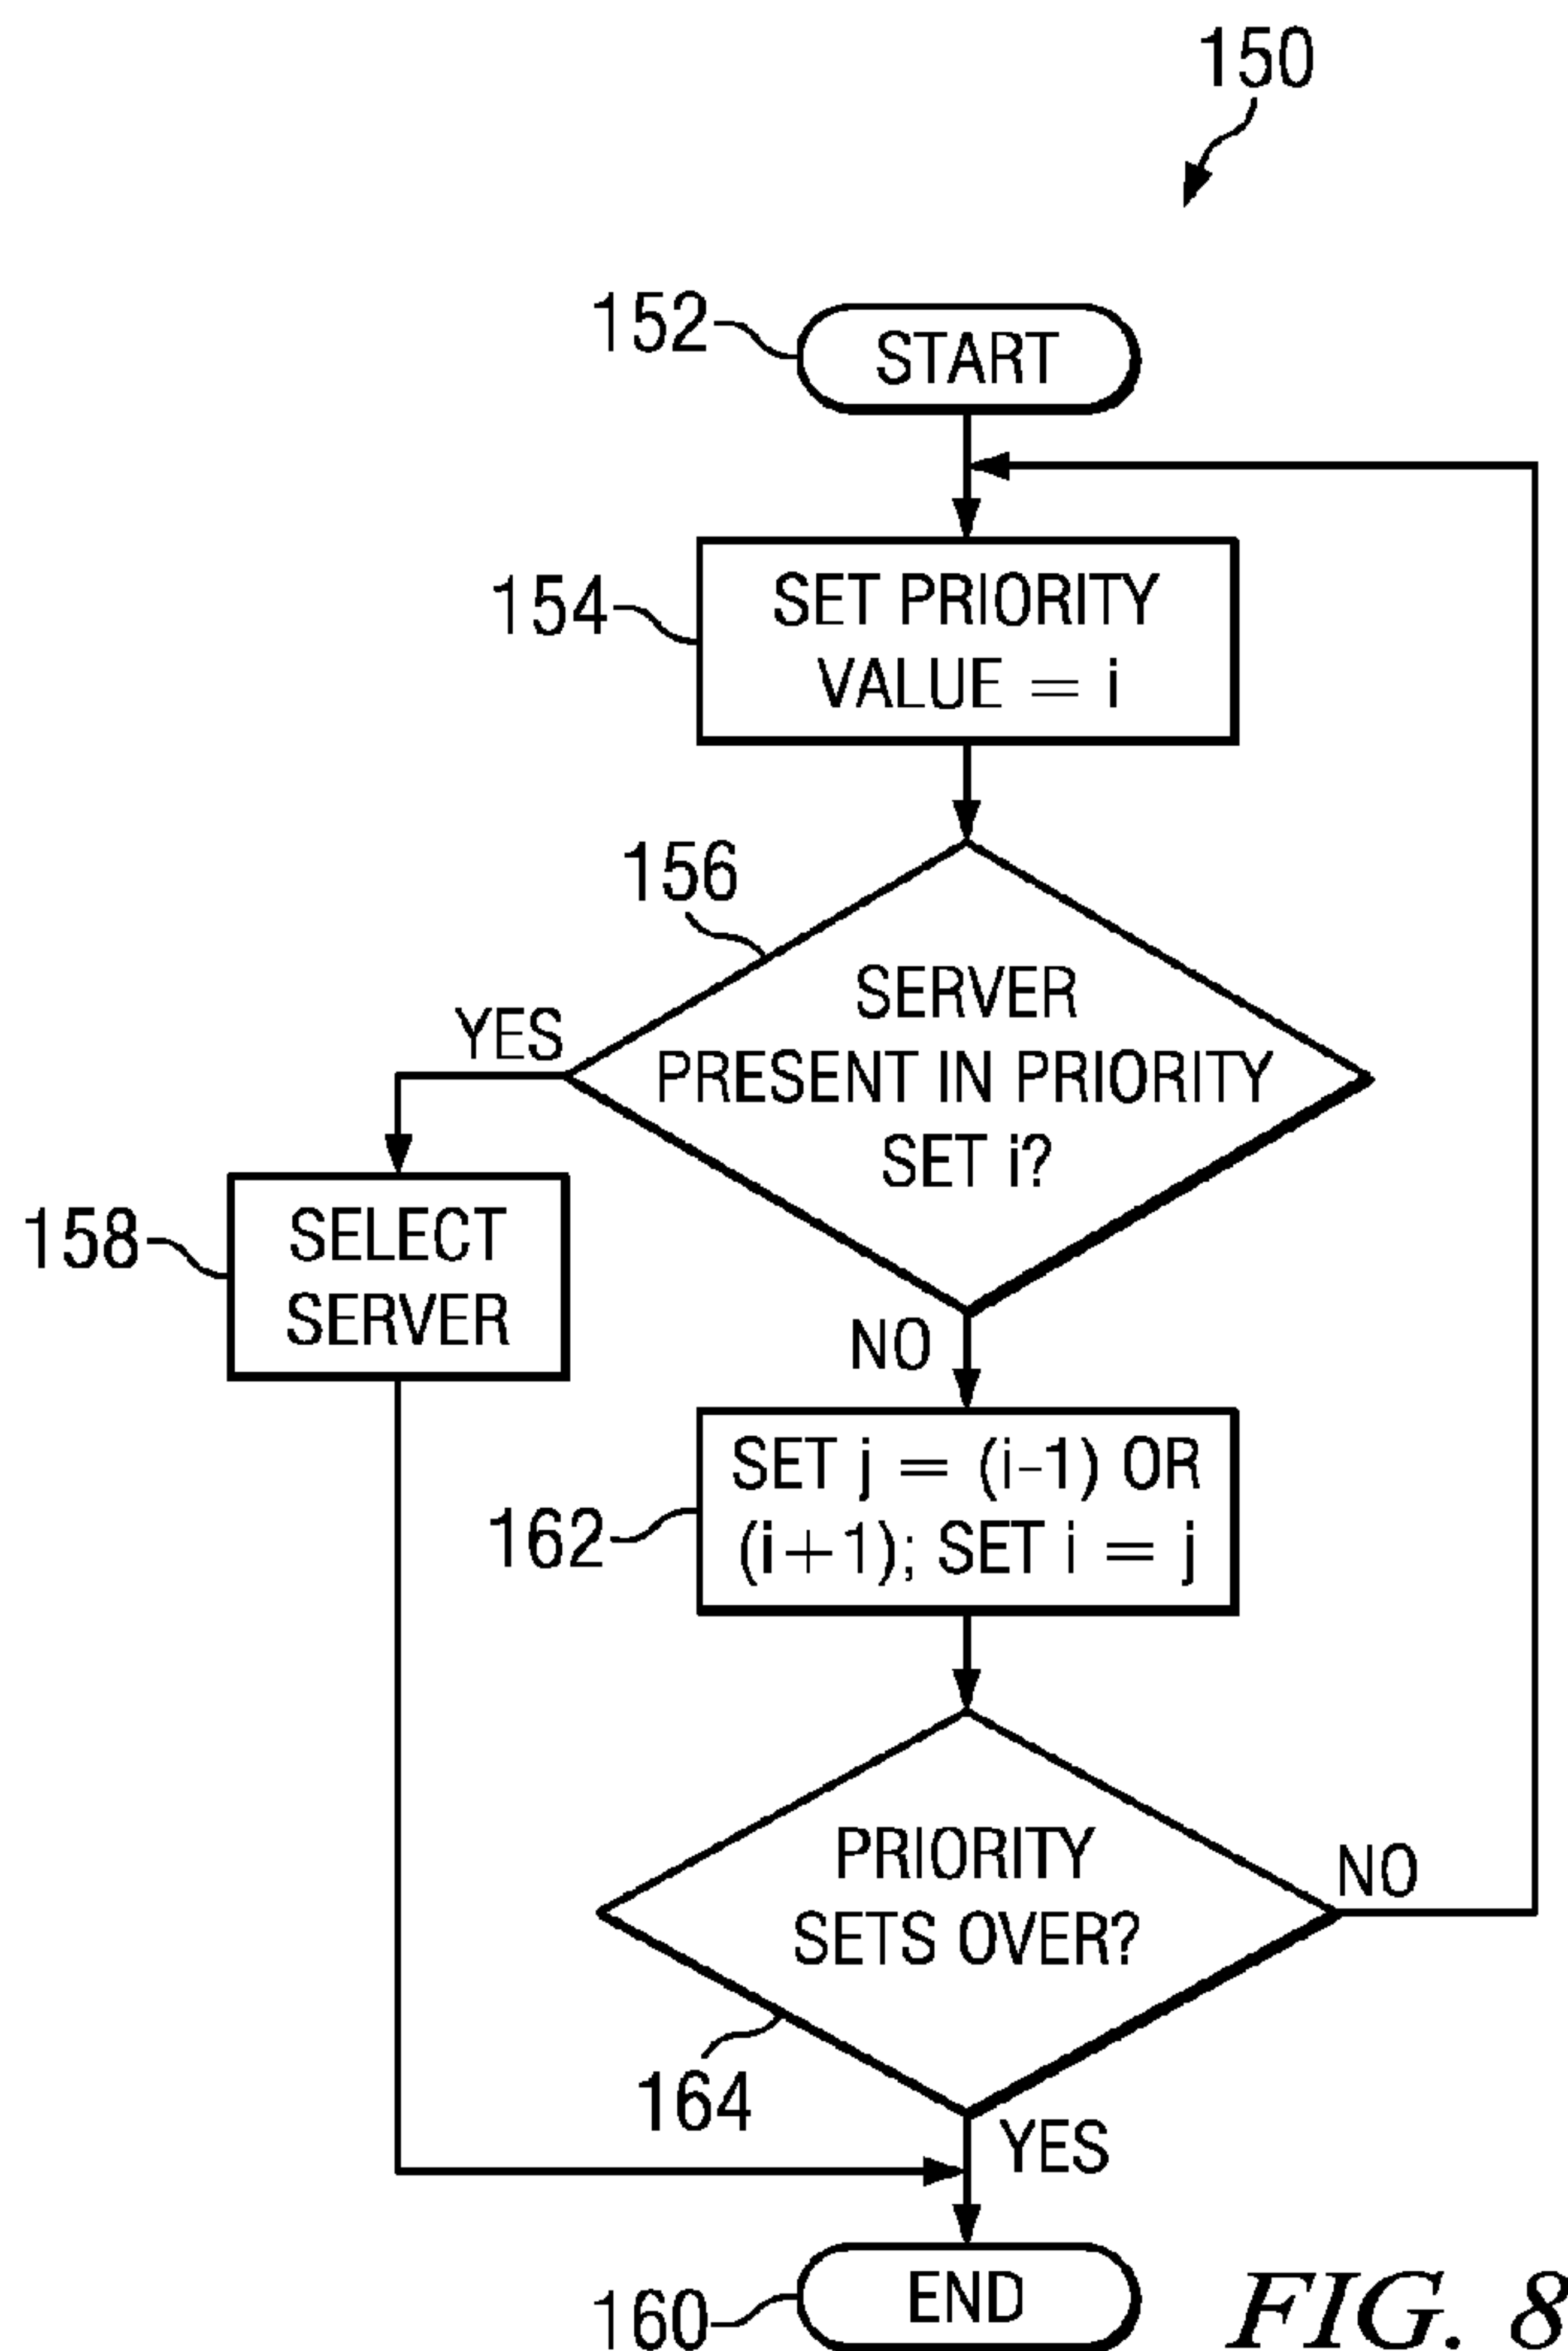 150
152
START
154
SET PRIORITY
VALUE = i
156
YES
SERVER
PRESENT IN PRIORITY
SET i?
158
SELECT
SERVER
NO
162
SET j = (i-1) OR
(i+1); SET i = j
PRIORITY
SETS OVER?
NO
164
YES
160
END
FIG. 8